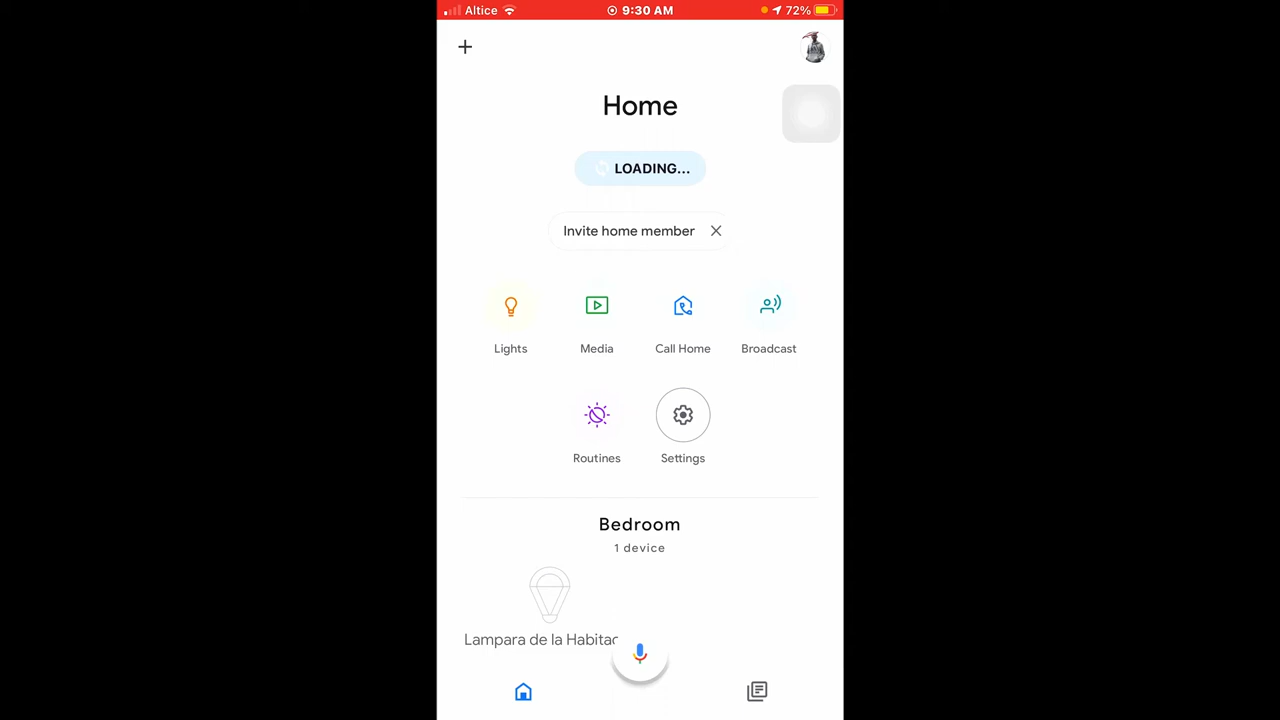 Altice 9:30 AM 72%
Home
LOADING...
Invite home member
Lights Media Call Home Broadcast
Routines Settings
Bedroom
1 device
Lampara de la Habitac